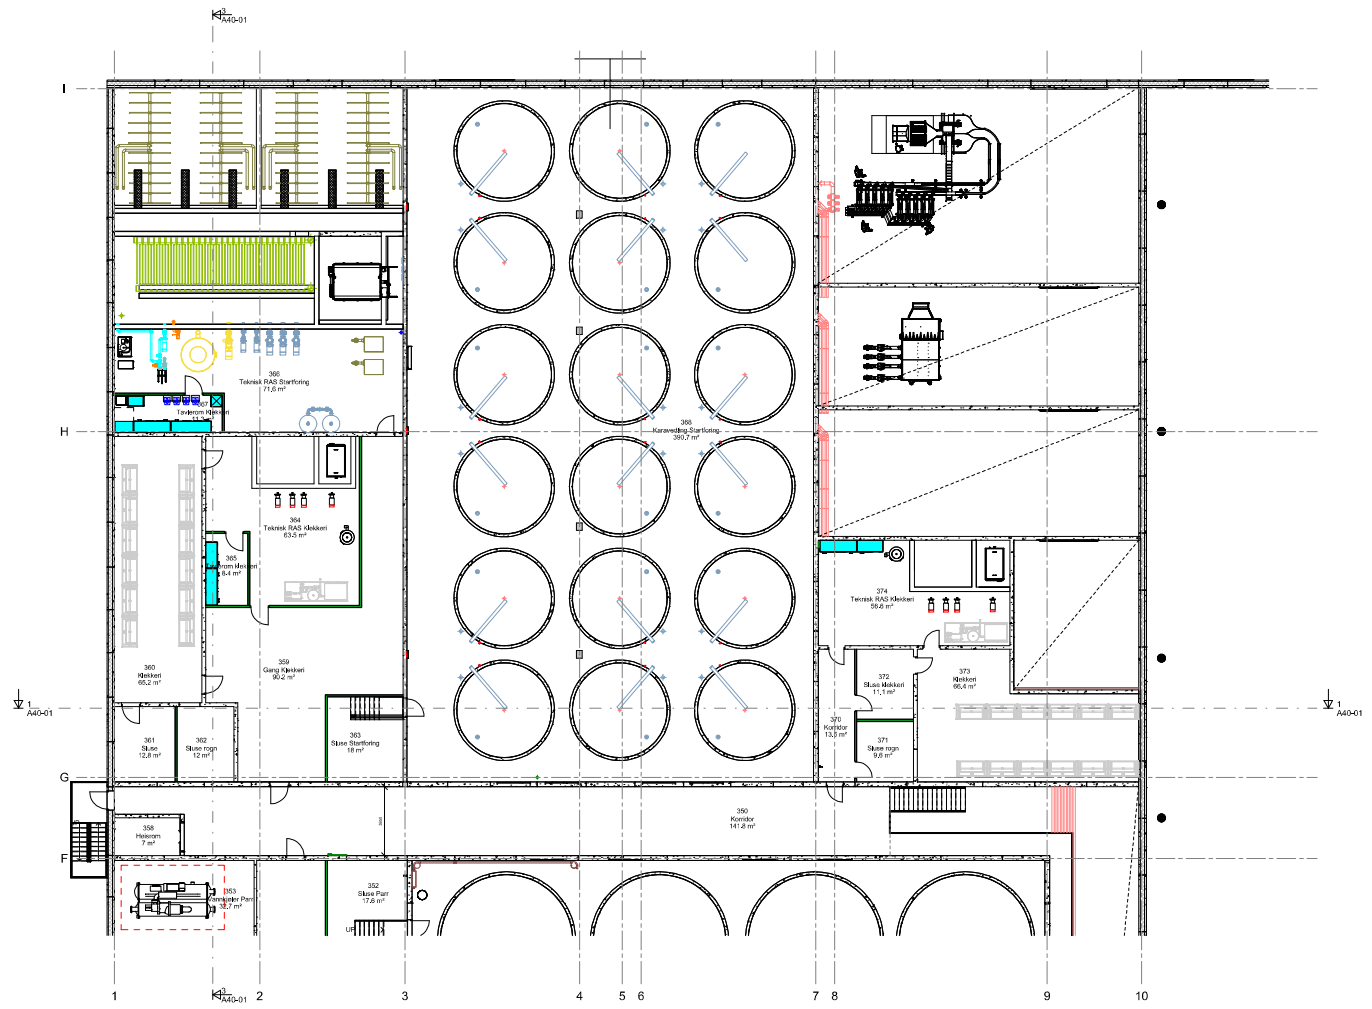 3
A40-01
I
366
Teknisk RAS Startforing
71,6 m²
367
Tavlerom Klekkeri
368
Karavedling Startforing
390,7 m²
H
364
Teknisk RAS Klekkeri
63.5 m²
365
Tavlerom klekkeri
8.4 m²
374
Teknisk RAS Klekkeri
56.6 m²
360
Klekkeri
65.2 m²
359
Gang Klekkeri
90.2 m²
372
Sluse klekkeri
11,1 m²
373
Klekkeri
66,4 m²
1
A40-01
1
A40-01
361
Sluse
12,8 m²
362
Sluse rogn
12 m²
363
Sluse Startforing
18 m²
370
Korridor
13,5 m²
371
Sluse rogn
9,6 m²
G
350
Korridor
141.8 m²
358
Heisrom
7 m²
F
353
Vannkjøler Parr
32,7 m²
352
Sluse Parr
17.6 m²
UP
3
A40-01
1
2
3
4
5
6
7
8
9
10